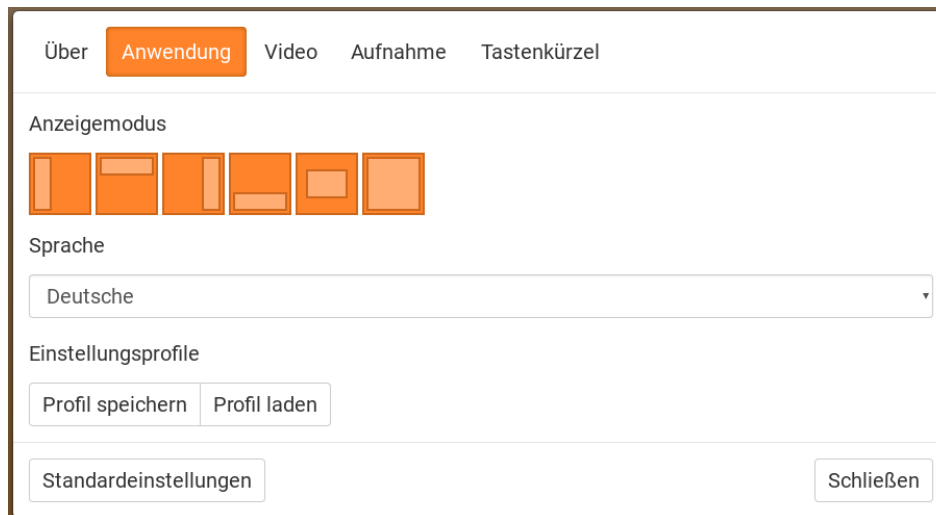 Über Anwendung Video Aufnahme Tastenkürzel
Anzeigemodus
Sprache
Deutsche
Einstellungsprofile
Profil speichern Profil laden
Standardeinstellungen Schließen